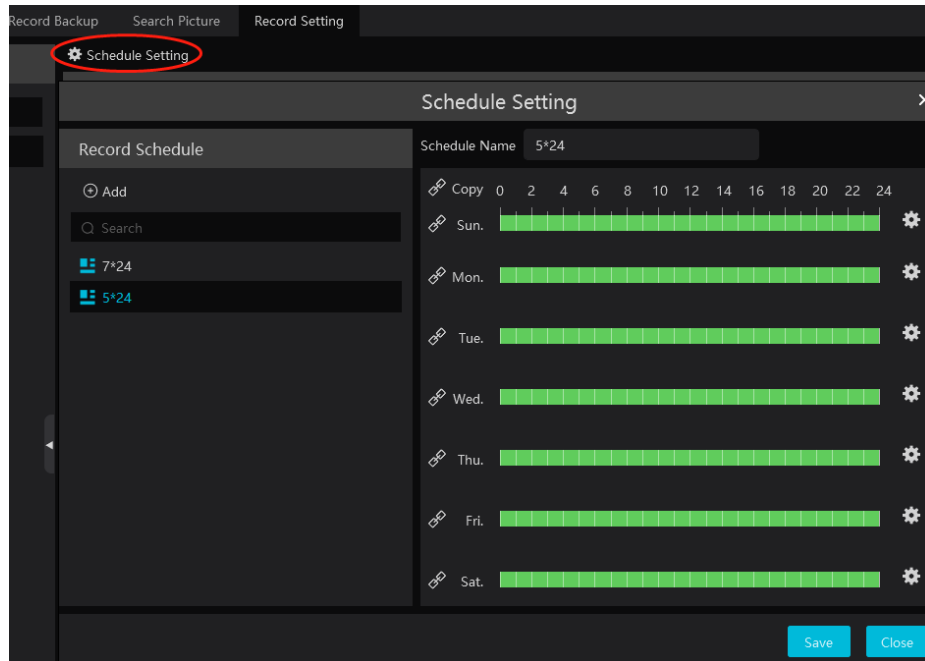 Record Backup Search Picture Record Setting
Schedule Setting
Schedule Setting
Record Schedule
Add
Search
7*24
5*24
Schedule Name 5*24
Copy 0 2 4 6 8 10 12 14 16 18 20 22 24
Sun.
Mon.
Tue.
Wed.
Thu.
Fri.
Sat.
Save Close